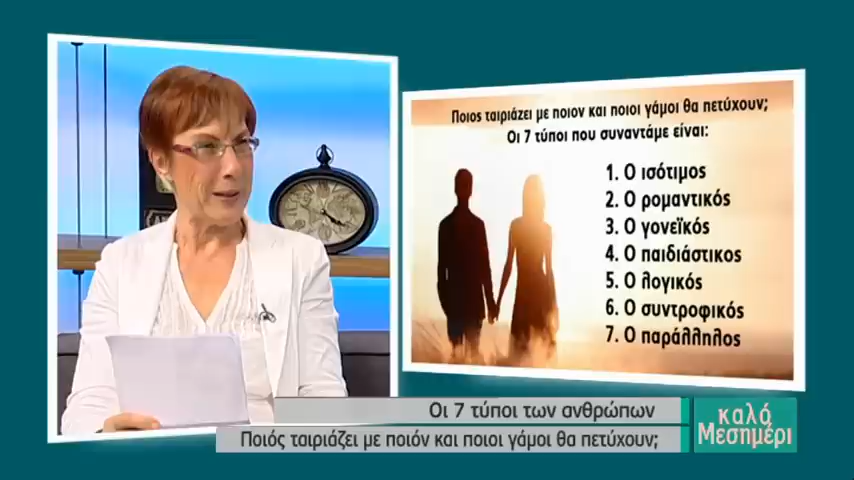 Ποιος ταιριάζει με ποιον και ποιοι γάμοι θα πετύχουν;
Οι 7 τύποι που συναντάμε είναι:
1. Ο ισότιμος
2. Ο ρομαντικός
3. Ο γονεϊκός
4. Ο παιδιάστικος
5. Ο λογικός
6. Ο συντροφικός
7. Ο παράλληλος
Οι 7 τύποι των ανθρώπων
Ποιός ταιριάζει με ποιόν και ποιοι γάμοι θα πετύχουν;
καλό
Μεσημέρι